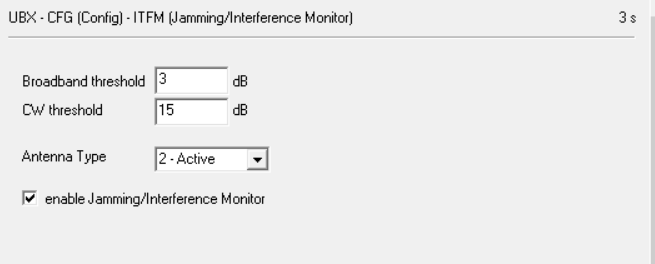 UBX - CFG (Config) - ITFM (Jamming/Interference Monitor) 3 s
Broadband threshold 3 dB
CW threshold 15 dB
Antenna Type 2 - Active
enable Jamming/Interference Monitor